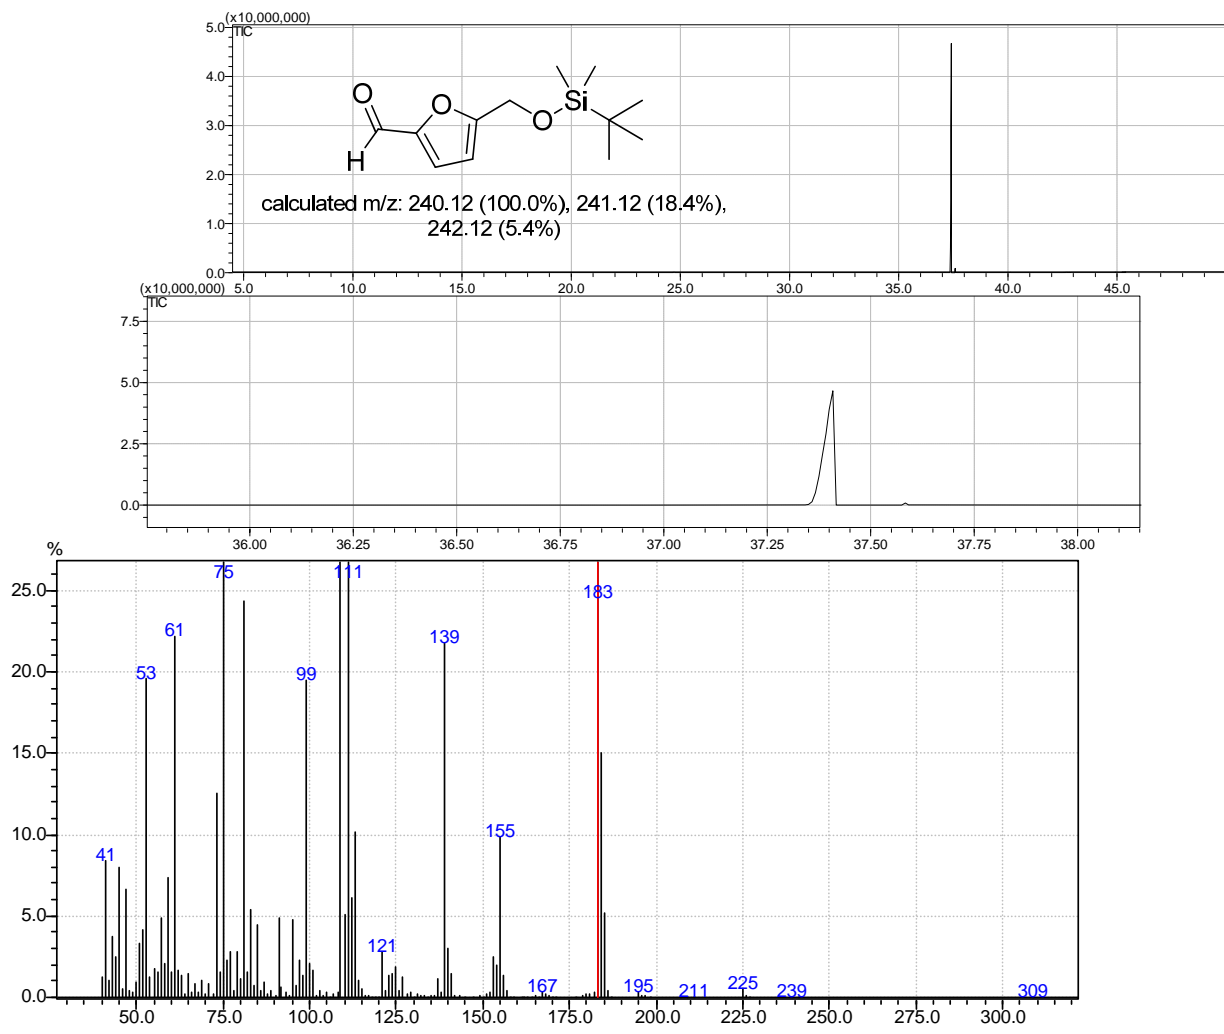 (x10,000,000)
TIC
5.0
4.0
3.0
2.0
1.0
0.0
O
H
O
O
Si
calculated m/z: 240.12 (100.0%), 241.12 (18.4%),
242.12 (5.4%)
5.0 10.0 15.0 20.0 25.0 30.0 35.0 40.0 45.0
(x10,000,000)
TIC
7.5
5.0
2.5
0.0
36.00 36.25 36.50 36.75 37.00 37.25 37.50 37.75 38.00
%
25.0
20.0
15.0
10.0
5.0
0.0
41 53 61 75 99 111 121 139 155 167 183 195 211 225 239 309
50.0 75.0 100.0 125.0 150.0 175.0 200.0 225.0 250.0 275.0 300.0